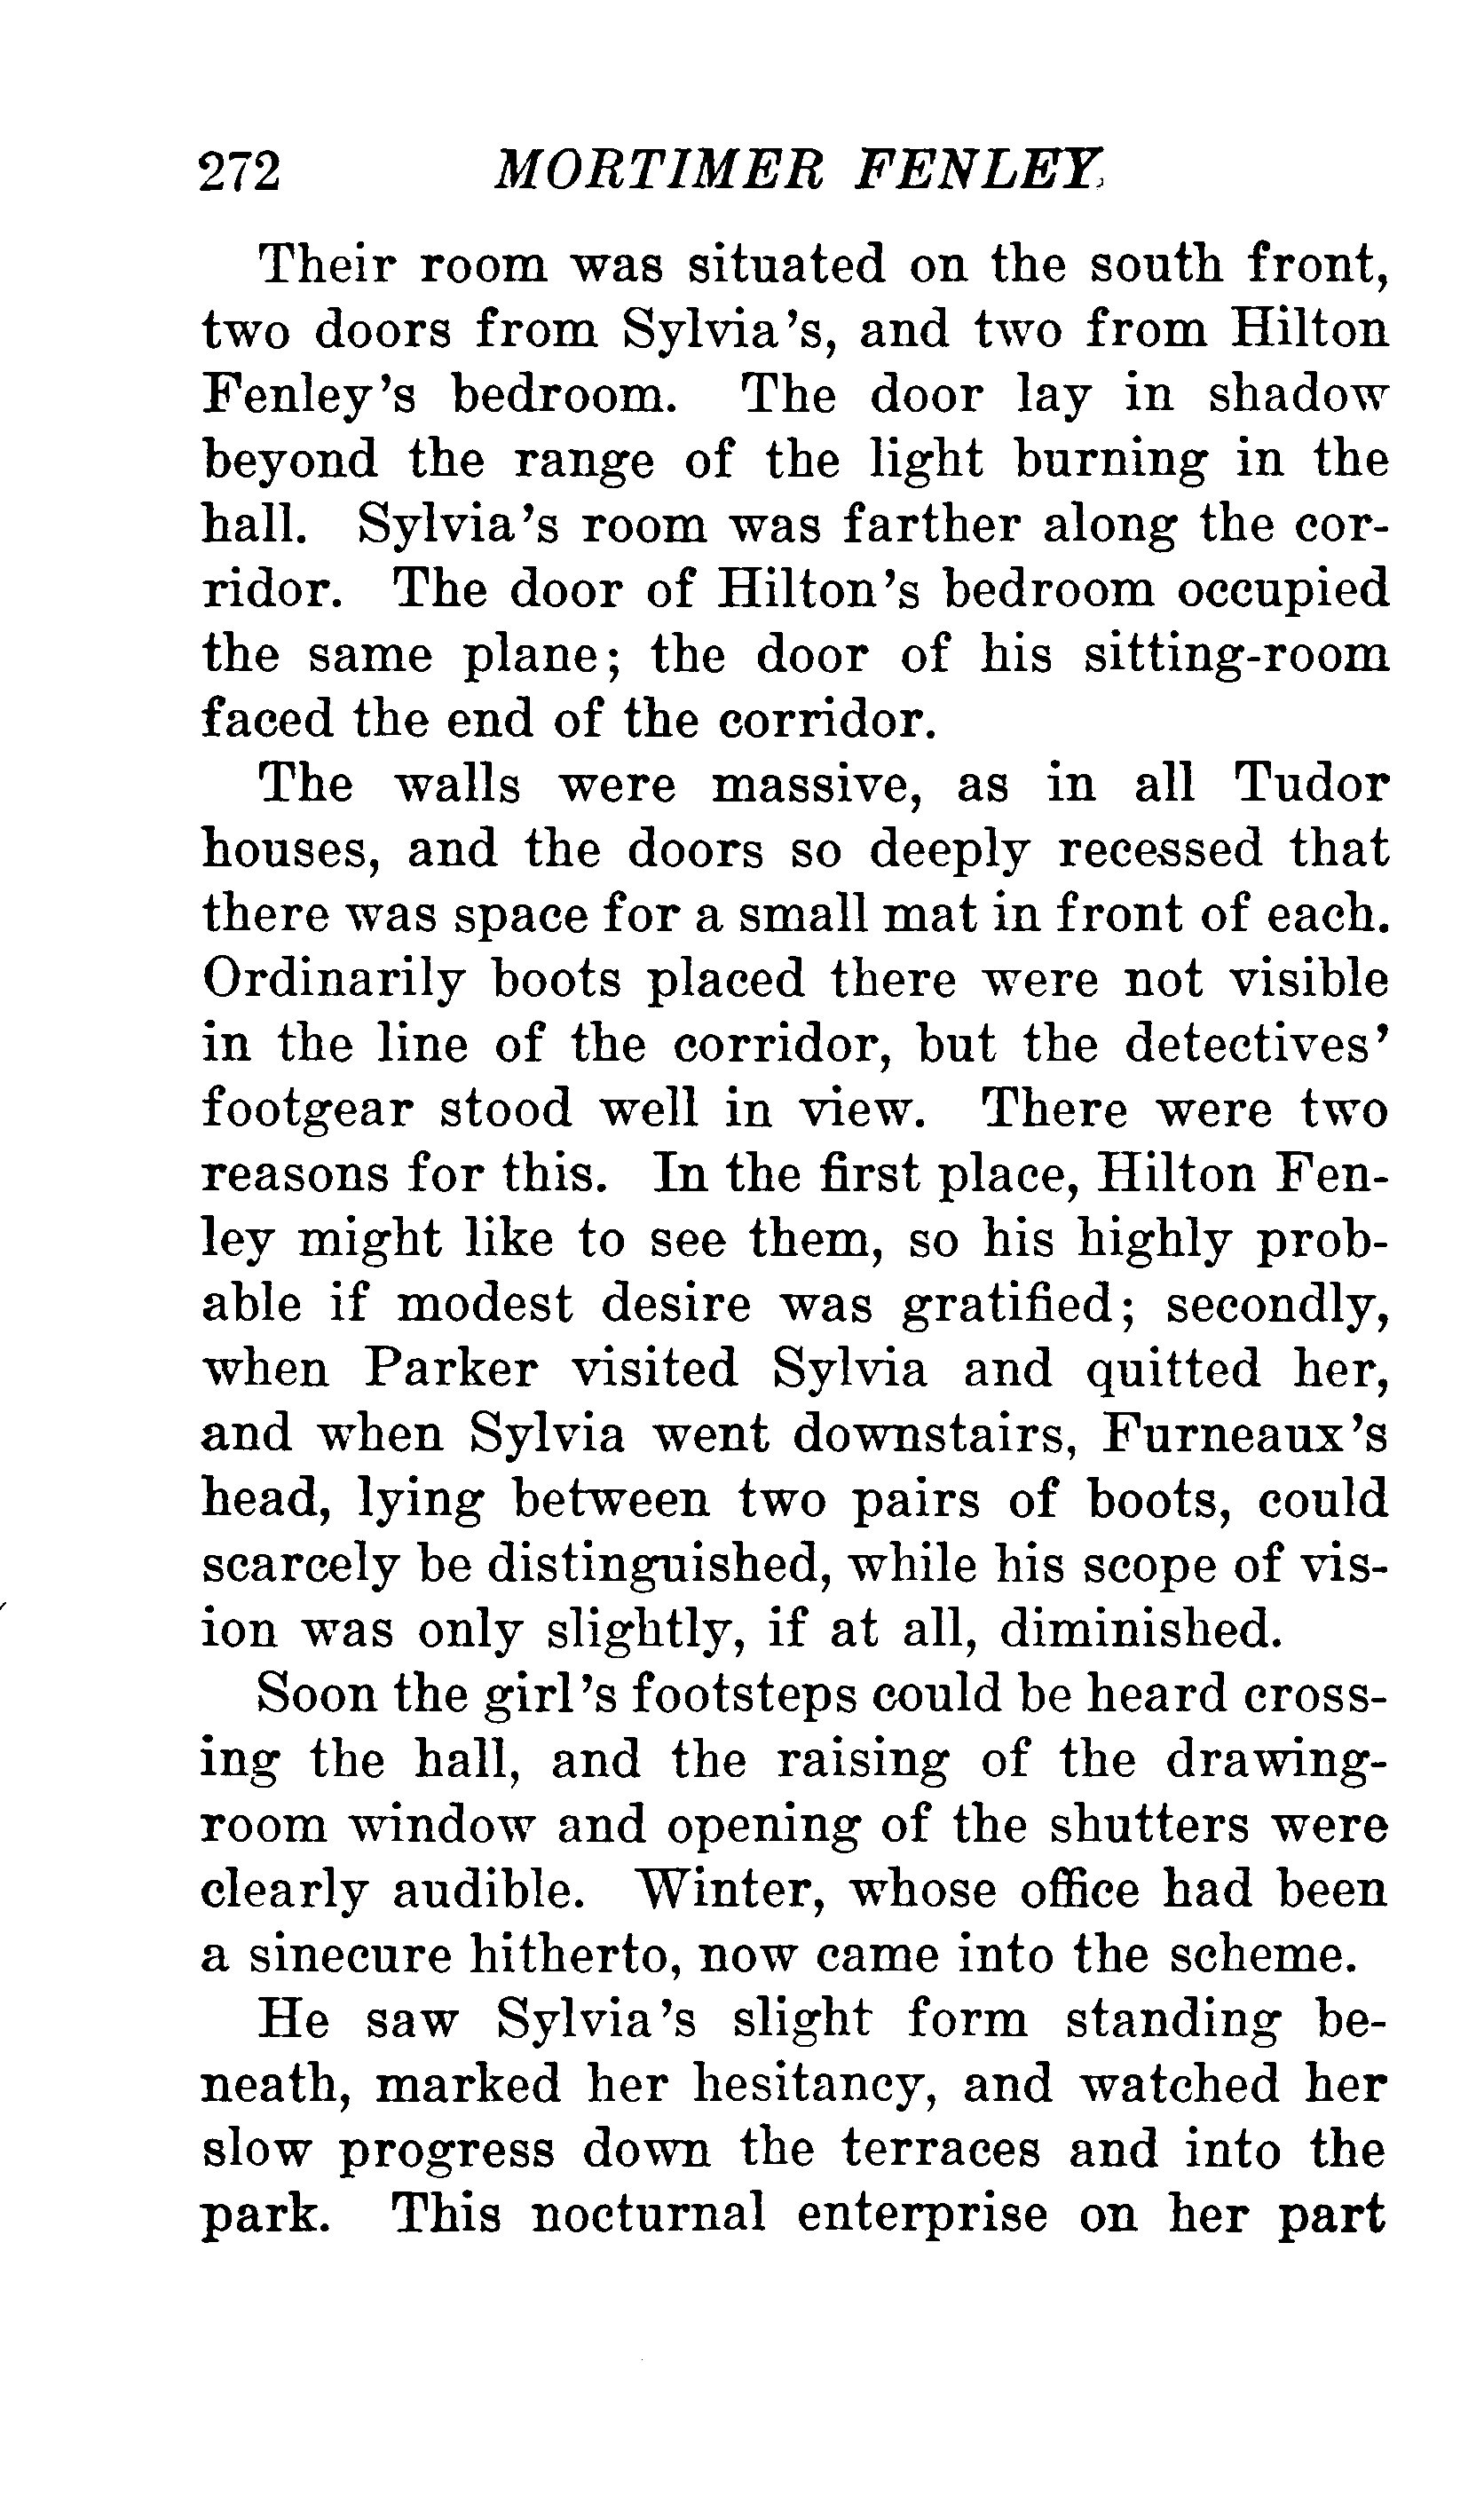 272 MORTIMER FENLEY
Their room was situated on the south front,
two doors from Sylvia's, and two from Hilton
Fenley's bedroom. The door lay in shadow
beyond the range of the light burning in the
hall. Sylvia's room was farther along the cor-
ridor. The door of Hilton's bedroom occupied
the same plane; the door of his sitting-room
faced the end of the corridor.
The walls were massive, as in all Tudor
houses, and the doors so deeply recessed that
there was space for a small mat in front of each.
Ordinarily boots placed there were not visible
in the line of the corridor, but the detectives'
footgear stood well in view. There were two
reasons for this. In the first place, Hilton Fen-
ley might like to see them, so his highly prob-
able if modest desire was gratified; secondly,
when Parker visited Sylvia and quitted her,
and when Sylvia went downstairs, Furneaux's
head, lying between two pairs of boots, could
scarcely be distinguished, while his scope of vis-
ion was only slightly, if at all, diminished.
Soon the girl's footsteps could be heard cross-
ing the hall, and the raising of the drawing-
room window and opening of the shutters were
clearly audible. Winter, whose office had been
a sinecure hitherto, now came into the scheme.
He saw Sylvia's slight form standing be-
neath, marked her hesitancy, and watched her
slow progress down the terraces and into the
park. This nocturnal enterprise on her part